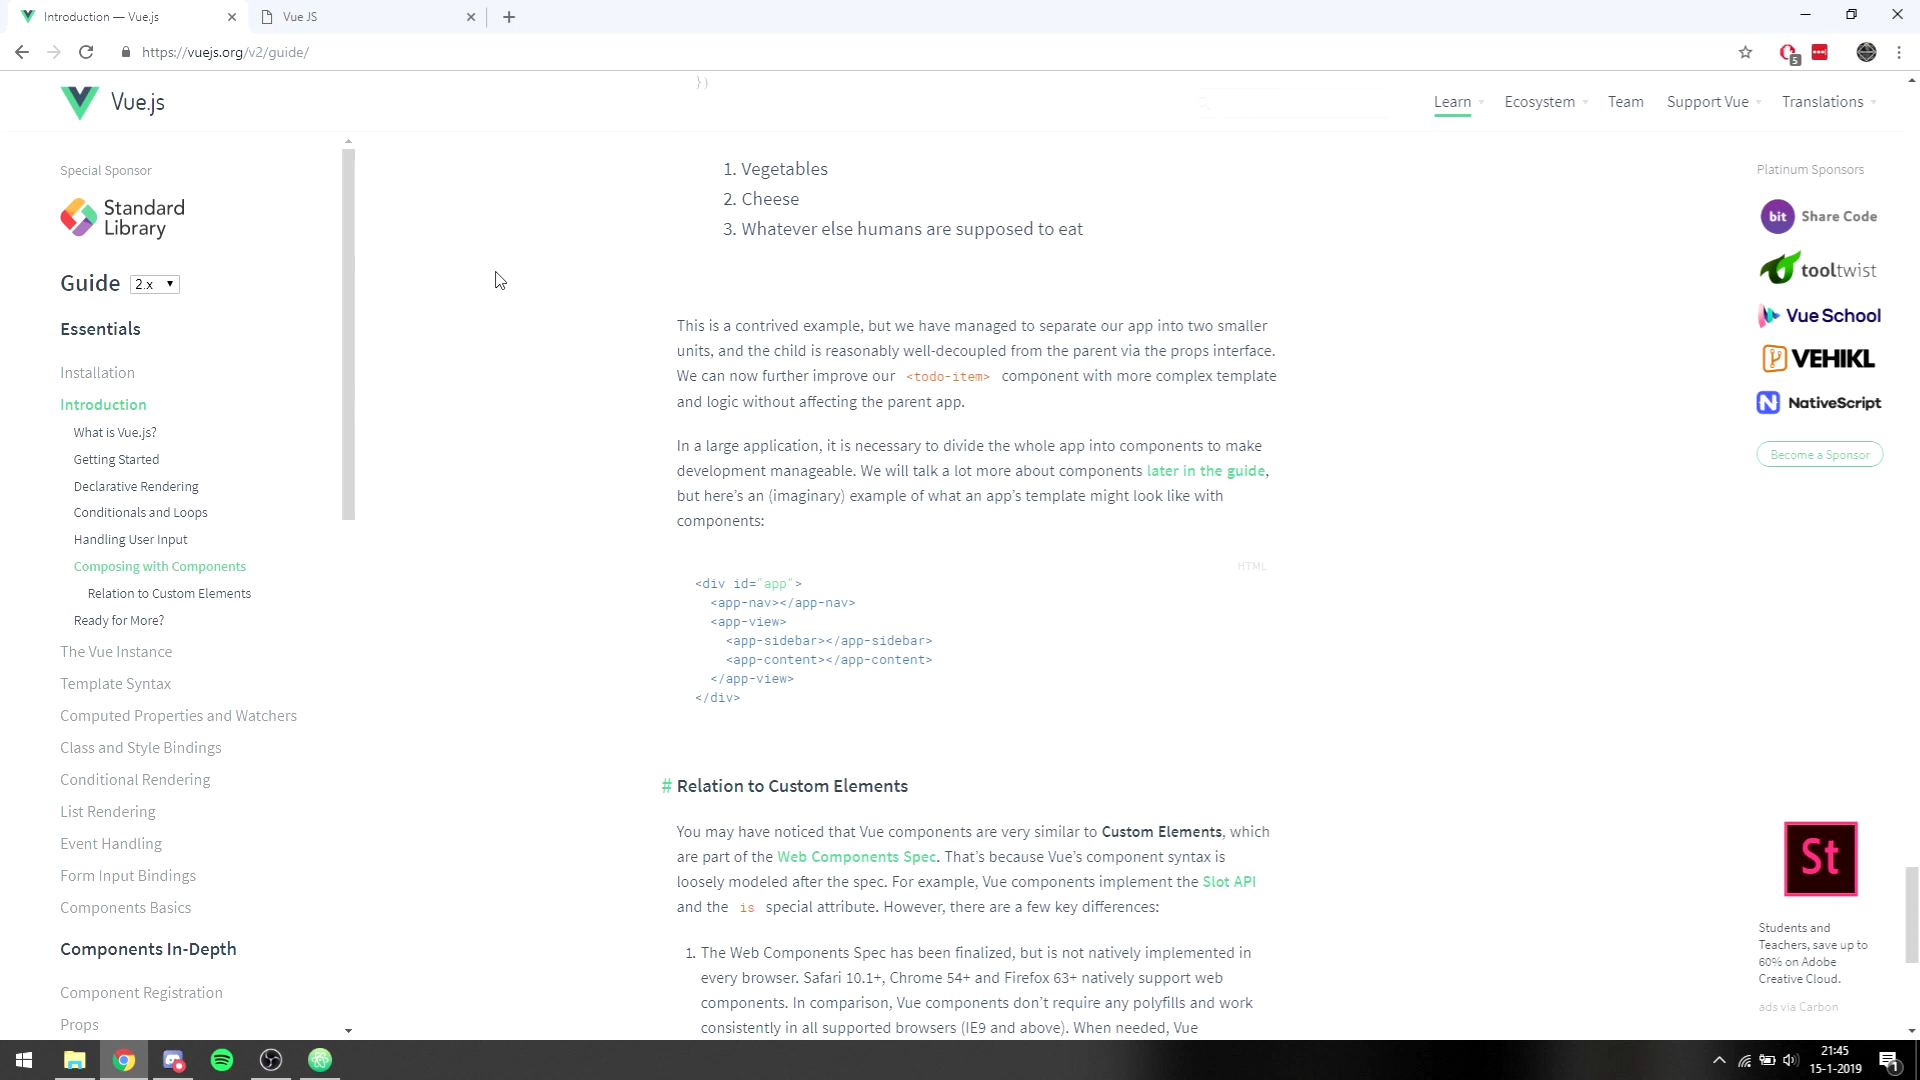 Introduction — Vue.js
Vue JS
https://vuejs.org/v2/guide/
5
})
Vue.js
Learn
Ecosystem
Team
Support Vue
Translations
Special Sponsor
Standard
Library
Guide 2.x
Essentials
Installation
Introduction
What is Vue.js?
Getting Started
Declarative Rendering
Conditionals and Loops
Handling User Input
Composing with Components
Relation to Custom Elements
Ready for More?
The Vue Instance
Template Syntax
Computed Properties and Watchers
Class and Style Bindings
Conditional Rendering
List Rendering
Event Handling
Form Input Bindings
Components Basics
Components In-Depth
Component Registration
Props
1. Vegetables
2. Cheese
3. Whatever else humans are supposed to eat
This is a contrived example, but we have managed to separate our app into two smaller
units, and the child is reasonably well-decoupled from the parent via the props interface.
We can now further improve our <todo-item> component with more complex template
and logic without affecting the parent app.
In a large application, it is necessary to divide the whole app into components to make
development manageable. We will talk a lot more about components later in the guide,
but here's an (imaginary) example of what an app's template might look like with
components:
HTML
<div id="app">
<app-nav></app-nav>
<app-view>
<app-sidebar></app-sidebar>
<app-content></app-content>
</app-view>
</div>
# Relation to Custom Elements
You may have noticed that Vue components are very similar to Custom Elements, which
are part of the Web Components Spec. That's because Vue's component syntax is
loosely modeled after the spec. For example, Vue components implement the Slot API
and the is special attribute. However, there are a few key differences:
1. The Web Components Spec has been finalized, but is not natively implemented in
every browser. Safari 10.1+, Chrome 54+ and Firefox 63+ natively support web
components. In comparison, Vue components don't require any polyfills and work
consistently in all supported browsers (IE9 and above). When needed, Vue
Platinum Sponsors
bit Share Code
tooltwist
Vue School
VEHIKL
NativeScript
Become a Sponsor
St
Students and
Teachers, save up to
60% on Adobe
Creative Cloud.
ads via Carbon
21:45
15-1-2019
1